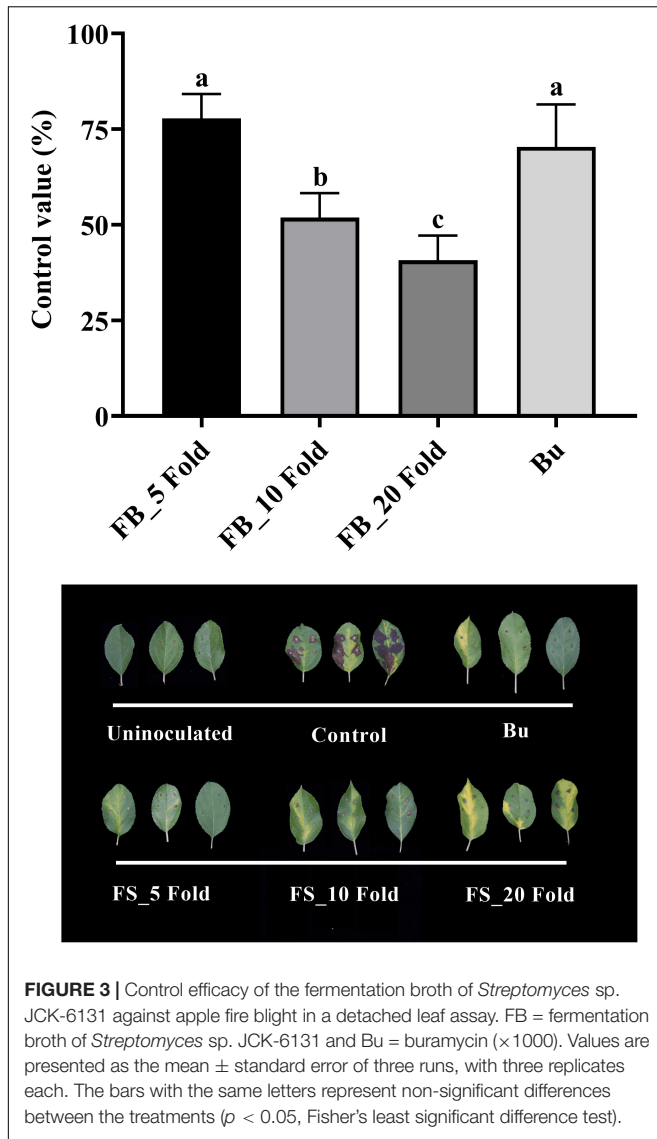 100
75
50
25
0
Control value (%)
a
b
c
a
FB_5 Fold
FB_10 Fold
FB_20 Fold
Bu
Uninoculated
Control
Bu
FS_5 Fold
FS_10 Fold
FS_20 Fold
FIGURE 3 | Control efficacy of the fermentation broth of Streptomyces sp.
JCK-6131 against apple fire blight in a detached leaf assay. FB = fermentation
broth of Streptomyces sp. JCK-6131 and Bu = buramycin (×1000). Values are
presented as the mean ± standard error of three runs, with three replicates
each. The bars with the same letters represent non-significant differences
between the treatments (p < 0.05, Fisher's least significant difference test).